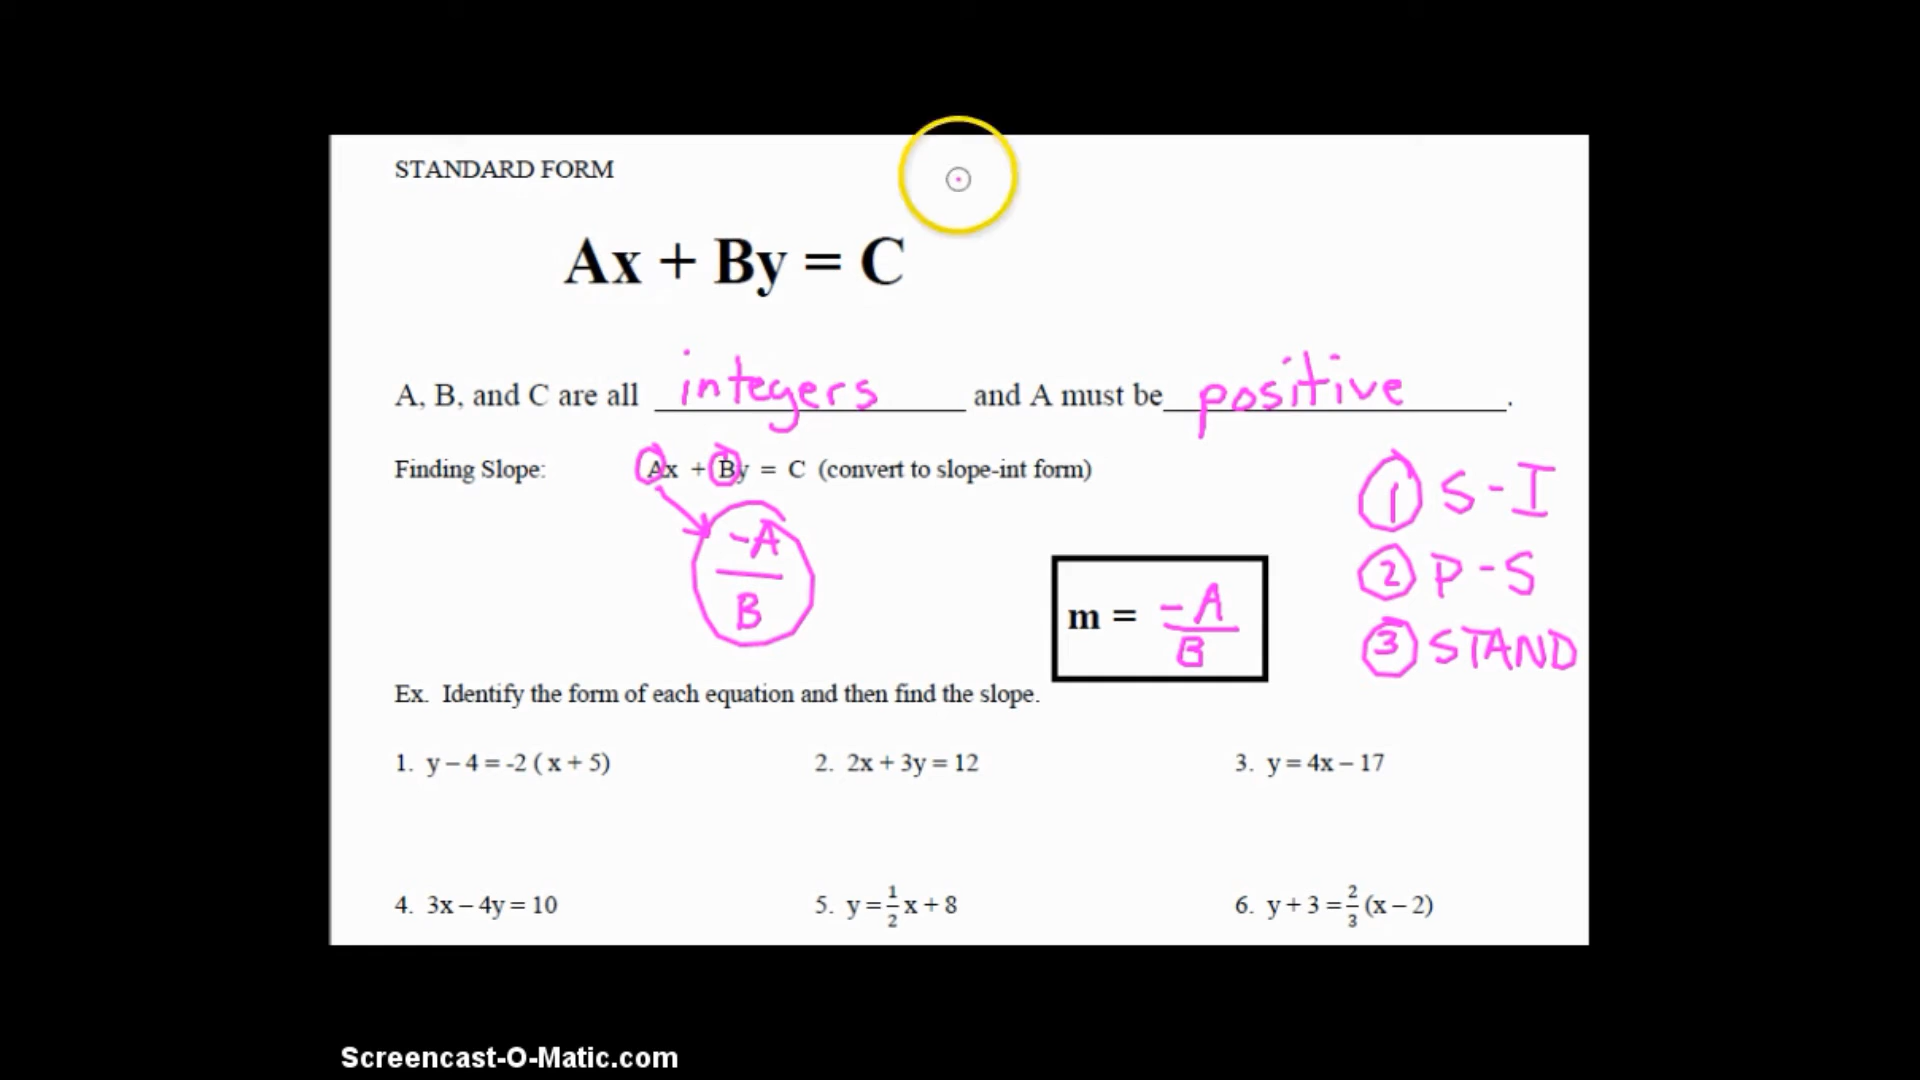 STANDARD FORM
Ax + By = C
A, B, and C are all integers and A must be positive.
Finding Slope: Ax + By = C (convert to slope-int form)
① S-I
-A
B
② P-S
m = -A
B
③ STAND
Ex. Identify the form of each equation and then find the slope.
1. y – 4 = -2 ( x + 5) 2. 2x + 3y = 12 3. y = 4x – 17
4. 3x – 4y = 10 5. y = 1/2 x + 8 6. y + 3 = 2/3 (x – 2)
Screencast-O-Matic.com